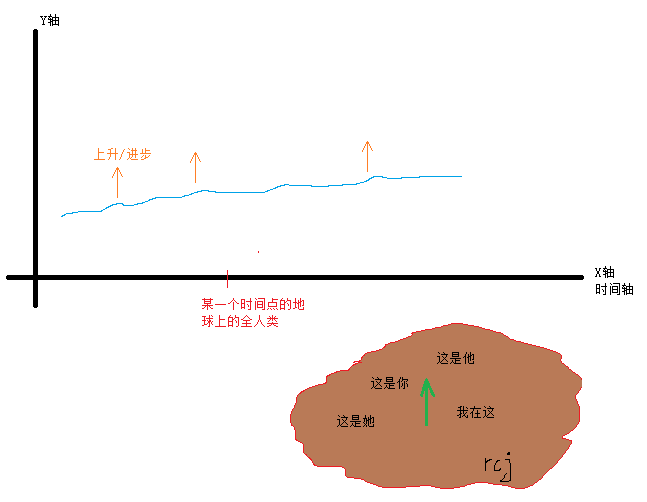 Y轴
上升/进步
X轴
时间轴
某一个时间点的地
球上的全人类
这是他
这是你
我在这
这是她
rcj